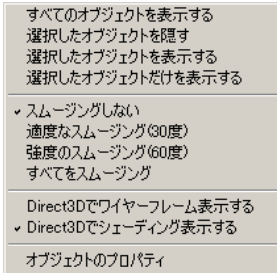 すべてのオブジェクトを表示する
選択したオブジェクトを隠す
選択したオブジェクトを表示する
選択したオブジェクトだけを表示する
スムージングしない
適度なスムージング(30度)
強度のスムージング(60度)
すべてをスムージング
Direct3Dでワイヤーフレーム表示する
Direct3Dでシェーディング表示する
オブジェクトのプロパティ